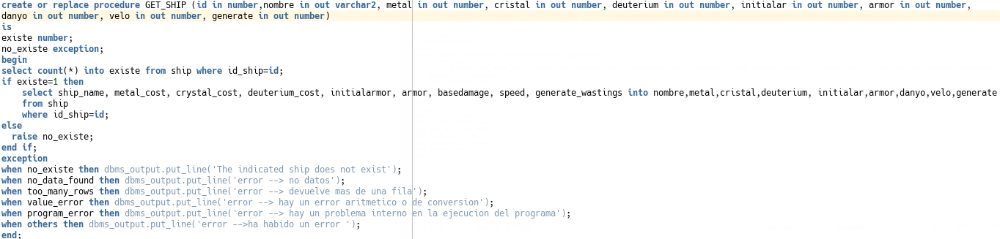 create or replace procedure GET_SHIP (id in number,nombre in out varchar2, metal in out number, cristal in out number, deuterium in out number, initialar in out number, armor in out number,
danyo in out number, velo in out number, generate in out number)
is
existe number;
no_existe exception;
begin
select count(*) into existe from ship where id_ship=id;
if existe=1 then
    select ship_name, metal_cost, crystal_cost, deuterium_cost, initialarmor, armor, basedamage, speed, generate_wastings into nombre,metal,cristal,deuterium, initialar,armor,danyo,velo,generate
    from ship
    where id_ship=id;
else
  raise no_existe;
end if;
exception
when no_existe then dbms_output.put_line('The indicated ship does not exist');
when no_data_found then dbms_output.put_line('error --> no datos');
when too_many_rows then dbms_output.put_line('error --> devuelve mas de una fila');
when value_error then dbms_output.put_line('error --> hay un error aritmetico o de conversion');
when program_error then dbms_output.put_line('error --> hay un problema interno en la ejecucion del programa');
when others then dbms_output.put_line('error -->ha habido un error ');
end;